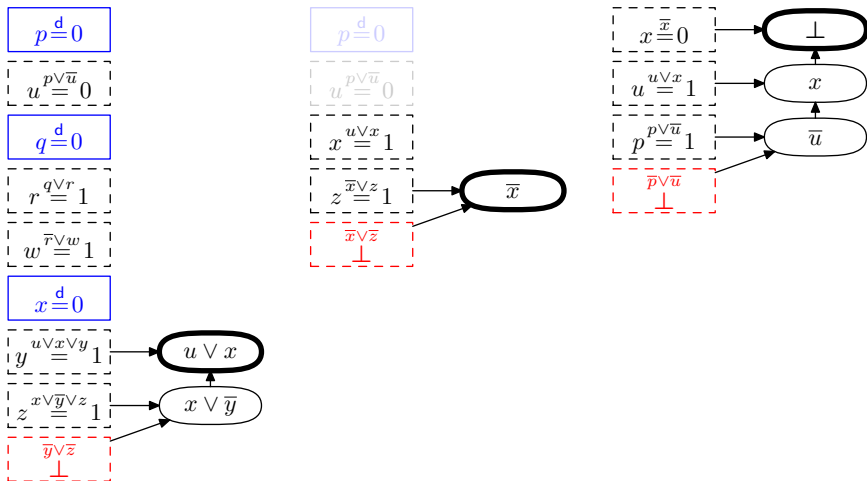 p =^d 0
u =^{p∨u̅} 0
q =^d 0
r =^{q∨r} 1
w =^{r̅∨w} 1
x =^d 0
y =^{u∨x∨y} 1
u ∨ x
z =^{x∨y̅∨z} 1
x ∨ y̅
y̅∨z̅
⊥
p =^d 0
u =^{p∨u̅} 0
x =^{u∨x} 1
z =^{x̅∨z} 1
x̅
x̅∨z̅
⊥
x =^{x̅} 0
⊥
u =^{u∨x} 1
x
p =^{p∨u̅} 1
u̅
p̅∨u̅
⊥